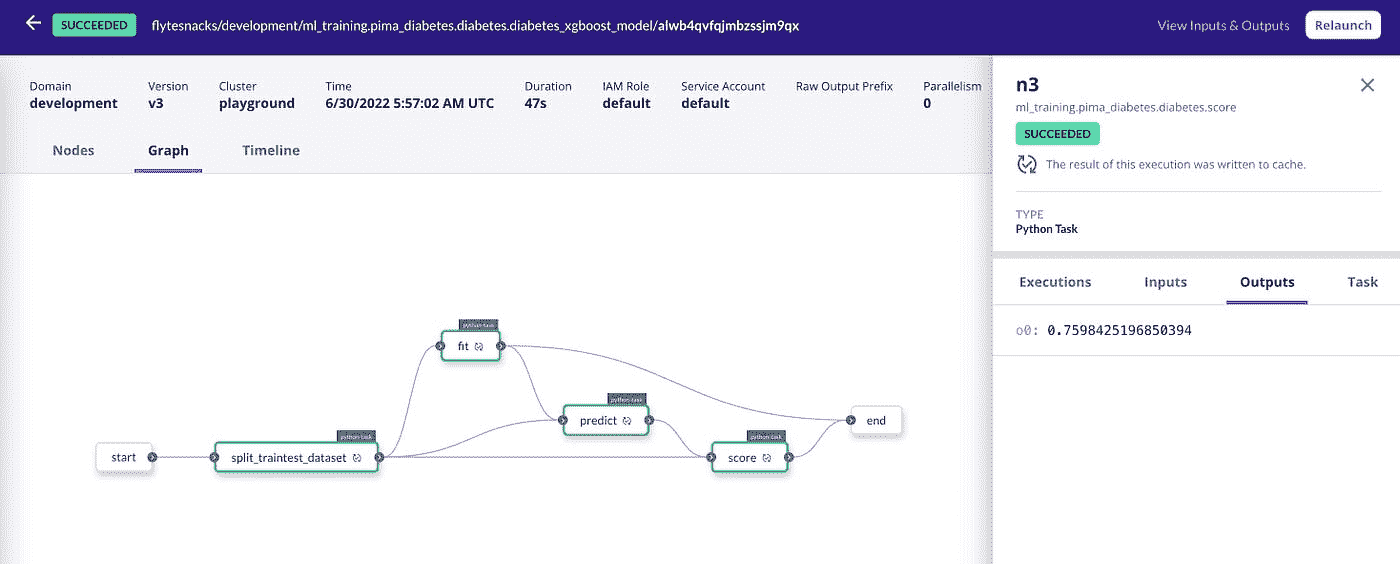 SUCCEEDED flytesnacks/development/ml_training.pima_diabetes.diabetes.diabetes_xgboost_model/alwb4qvfqjmbzssjm9qx View Inputs & Outputs Relaunch
Domain Version Cluster Time Duration IAM Role Service Account Raw Output Prefix Parallelism
development v3 playground 6/30/2022 5:57:02 AM UTC 47s default default 0
Nodes Graph Timeline
n3
ml_training.pima_diabetes.diabetes.score
SUCCEEDED
The result of this execution was written to cache.
TYPE
Python Task
Executions Inputs Outputs Task
o0: 0.7598425196850394
python-task
fit
python-task
predict
end
python-task
python-task
start
split_traintest_dataset
score